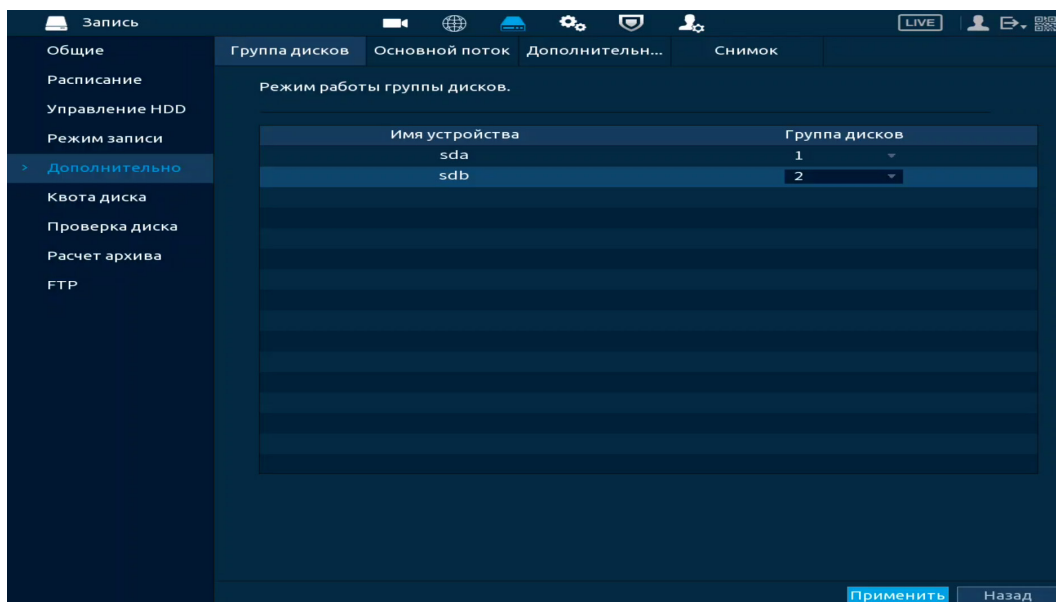 Запись
LIVE
Общие
Расписание
Управление HDD
Режим записи
> Дополнительно
Квота диска
Проверка диска
Расчет архива
FTP
Группа дисков Основной поток Дополнительн... Снимок
Режим работы группы дисков.
Имя устройства Группа дисков
sda 1
sdb 2
Применить Назад